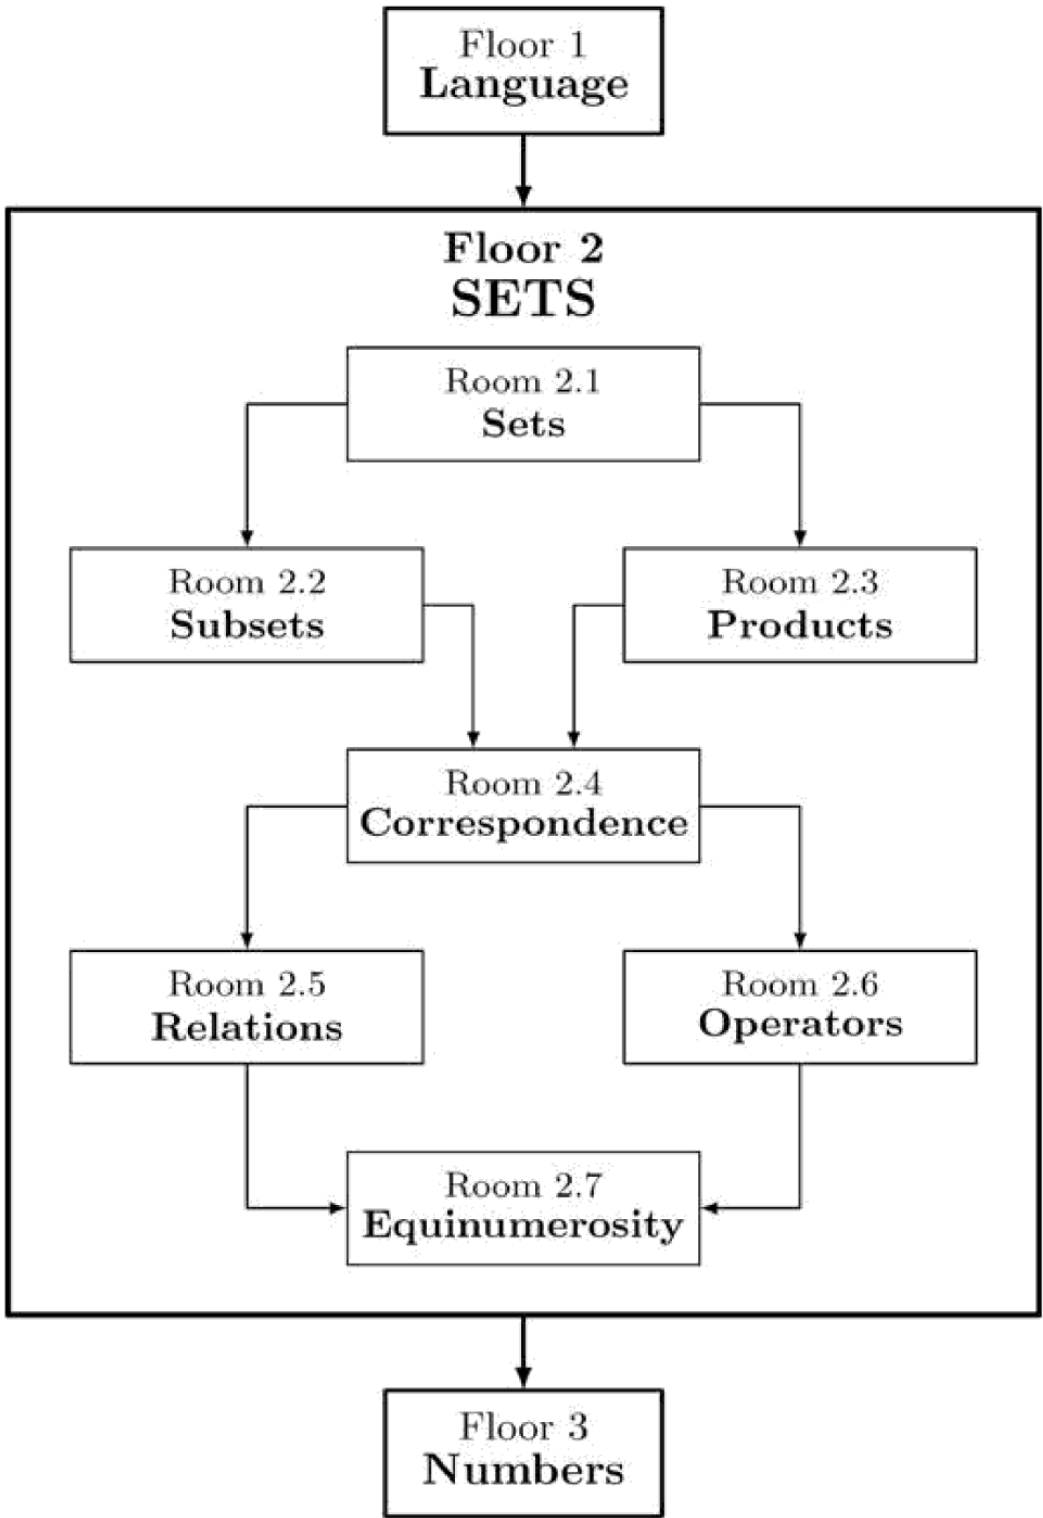 Floor 1
Language
Floor 2
SETS
Room 2.1
Sets
Room 2.2
Subsets
Room 2.3
Products
Room 2.4
Correspondence
Room 2.5
Relations
Room 2.6
Operators
Room 2.7
Equinumerosity
Floor 3
Numbers